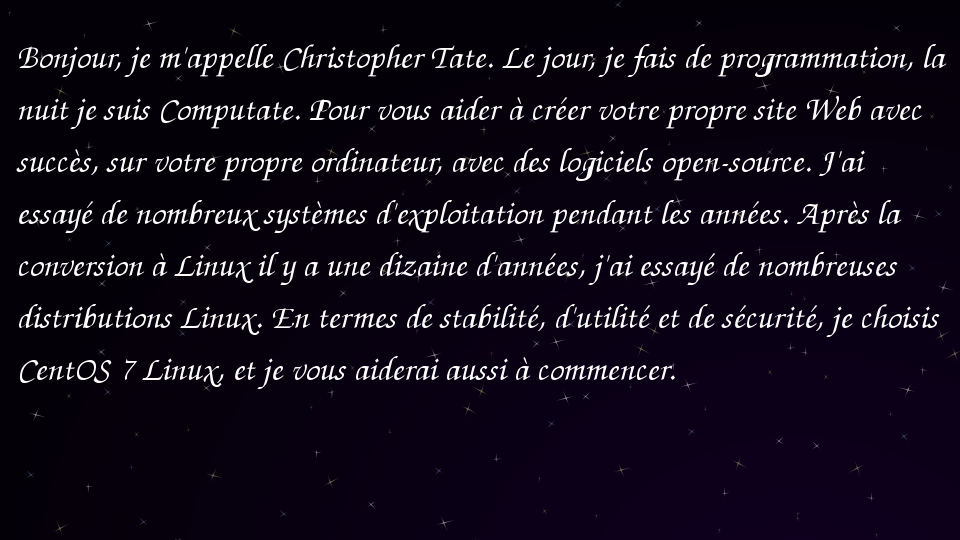 Bonjour, je m'appelle Christopher Tate. Le jour, je fais de programmation, la
nuit je suis Computate. Pour vous aider à créer votre propre site Web avec
succès, sur votre propre ordinateur, avec des logiciels open-source. J'ai
essayé de nombreux systèmes d'exploitation pendant les années. Après la
conversion à Linux il y a une dizaine d'années, j'ai essayé de nombreuses
distributions Linux. En termes de stabilité, d'utilité et de sécurité, je choisis
CentOS 7 Linux, et je vous aiderai aussi à commencer.